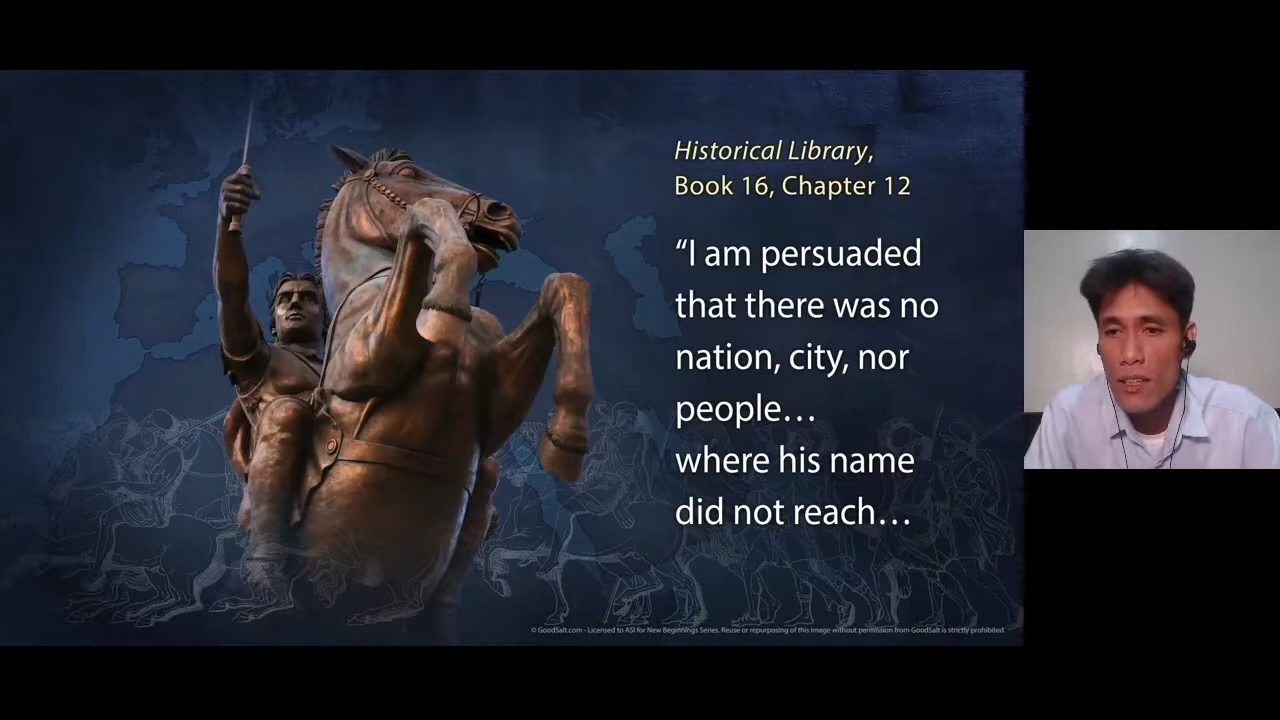 Historical Library,
Book 16, Chapter 12
“I am persuaded
that there was no
nation, city, nor
people…
where his name
did not reach…
© GoodSalt.com - Licensed to ASI for New Beginnings Series. Reuse or repurposing of this image without permission from GoodSalt is strictly prohibited.